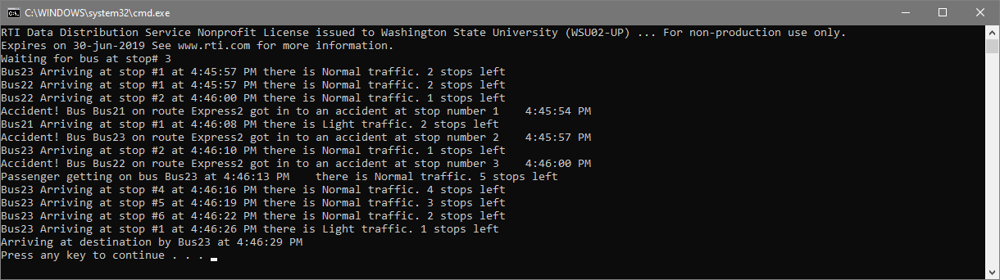 C:\WINDOWS\system32\cmd.exe
RTI Data Distribution Service Nonprofit License issued to Washington State University (WSU02-UP) ... For non-production use only.
Expires on 30-jun-2019 See www.rti.com for more information.
Waiting for bus at stop# 3
Bus23 Arriving at stop #1 at 4:45:57 PM there is Normal traffic. 2 stops left
Bus22 Arriving at stop #1 at 4:45:57 PM there is Normal traffic. 2 stops left
Bus22 Arriving at stop #2 at 4:46:00 PM there is Normal traffic. 1 stops left
Accident! Bus Bus21 on route Express2 got in to an accident at stop number 1    4:45:54 PM
Bus21 Arriving at stop #1 at 4:46:08 PM there is Light traffic. 2 stops left
Accident! Bus Bus23 on route Express2 got in to an accident at stop number 2    4:45:57 PM
Bus23 Arriving at stop #2 at 4:46:10 PM there is Normal traffic. 1 stops left
Accident! Bus Bus22 on route Express2 got in to an accident at stop number 3    4:46:00 PM
Passenger getting on bus Bus23 at 4:46:13 PM    there is Normal traffic. 5 stops left
Bus23 Arriving at stop #4 at 4:46:16 PM there is Normal traffic. 4 stops left
Bus23 Arriving at stop #5 at 4:46:19 PM there is Normal traffic. 3 stops left
Bus23 Arriving at stop #6 at 4:46:22 PM there is Normal traffic. 2 stops left
Bus23 Arriving at stop #1 at 4:46:26 PM there is Light traffic. 1 stops left
Arriving at destination by Bus23 at 4:46:29 PM
Press any key to continue . . .